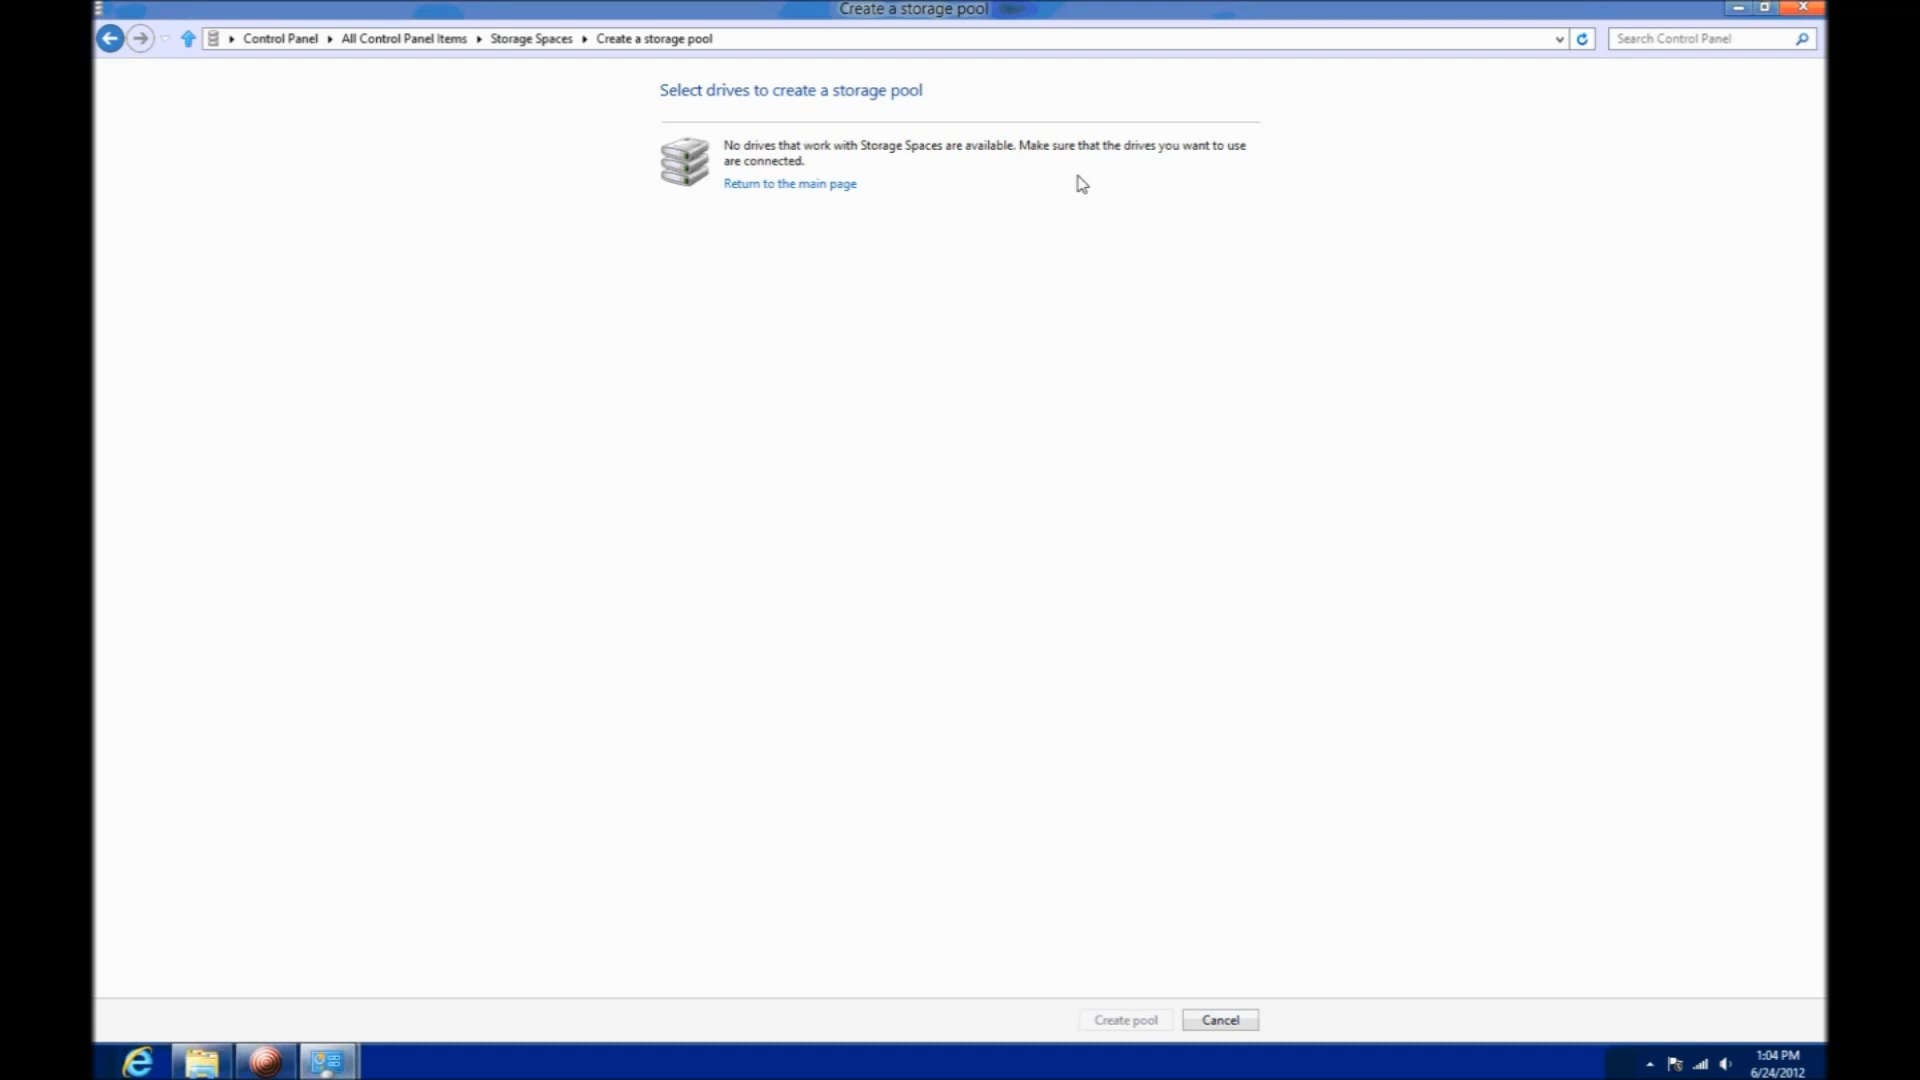 Create a storage pool
Control Panel All Control Panel Items Storage Spaces Create a storage pool
Search Control Panel
Select drives to create a storage pool
No drives that work with Storage Spaces are available. Make sure that the drives you want to use
are connected.
Return to the main page
Create pool Cancel
1:04 PM
6/24/2012